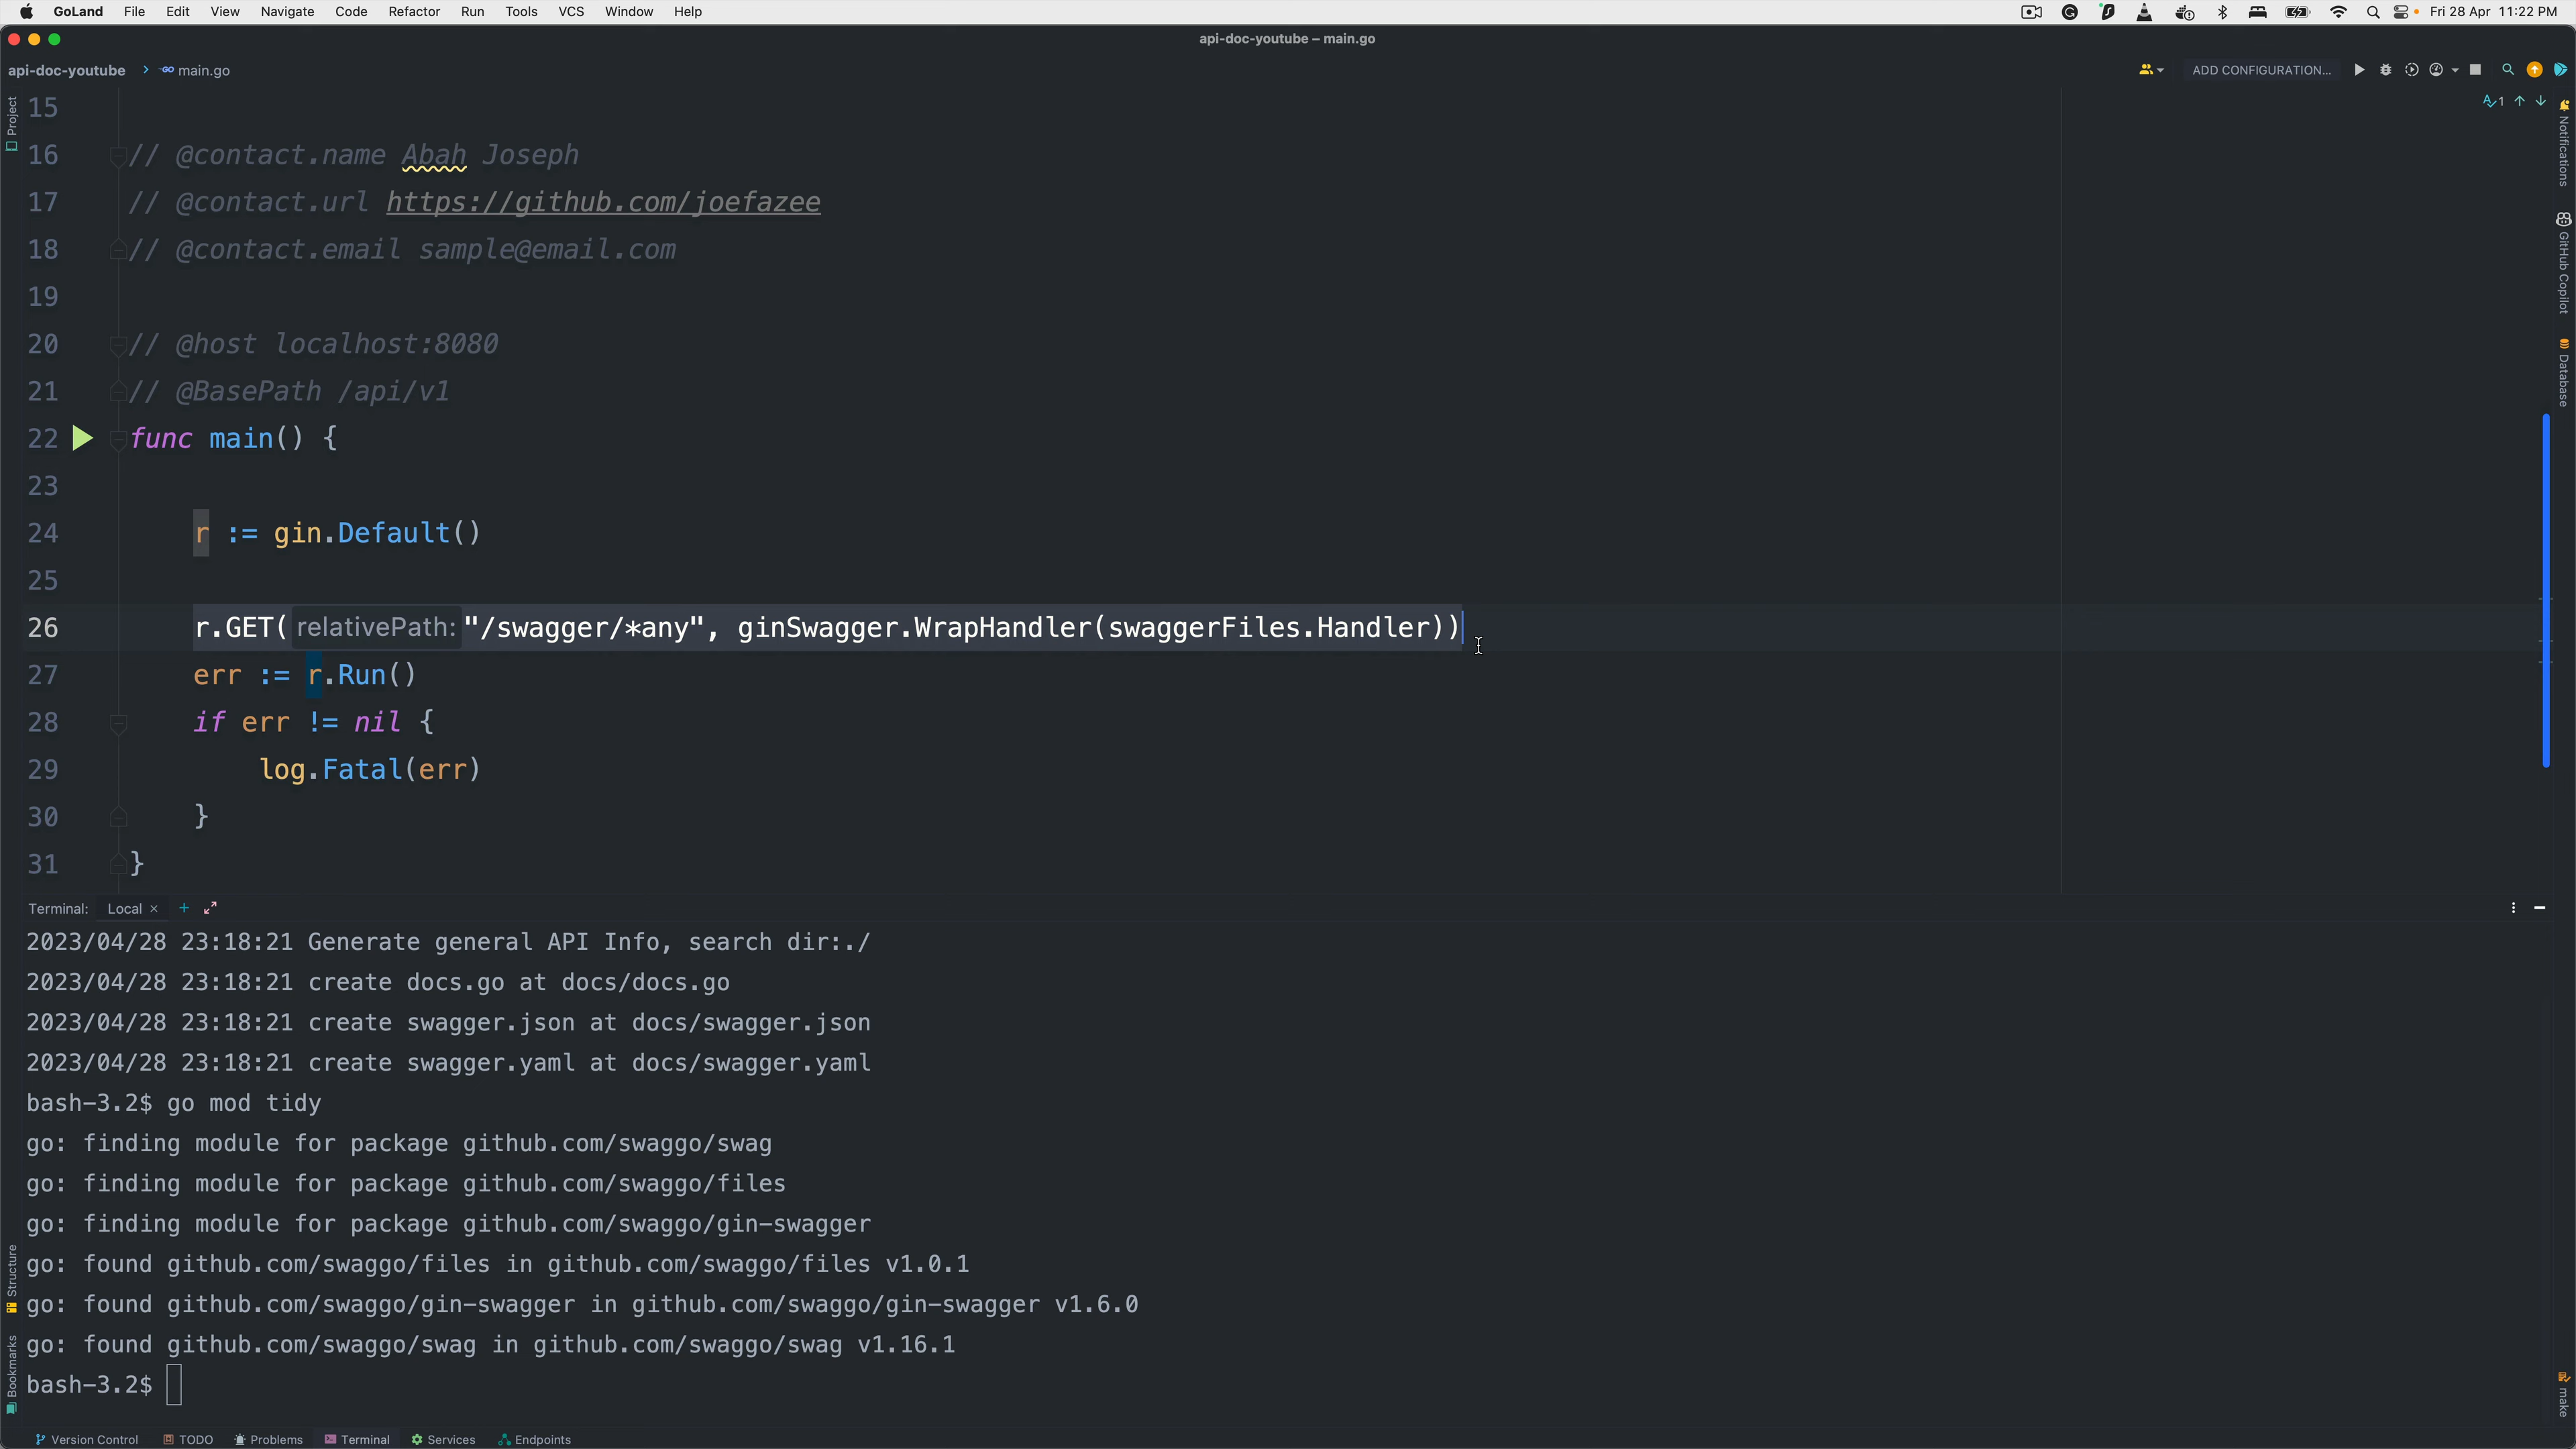 GoLand File Edit View Navigate Code Refactor Run Tools VCS Window Help Fri 28 Apr 11:22 PM
api-doc-youtube – main.go
api-doc-youtube main.go ADD CONFIGURATION...
Project
Notifications
GitHub Copilot
Database
1
15
16 // @contact.name Abah Joseph
17 // @contact.url https://github.com/joefazee
18 // @contact.email sample@email.com
19
20 // @host localhost:8080
21 // @BasePath /api/v1
22 func main() {
23
24 r := gin.Default()
25
26 r.GET( relativePath: "/swagger/*any", ginSwagger.WrapHandler(swaggerFiles.Handler))
27 err := r.Run()
28 if err != nil {
29 log.Fatal(err)
30 }
31 }
Terminal: Local × +
2023/04/28 23:18:21 Generate general API Info, search dir:./
2023/04/28 23:18:21 create docs.go at docs/docs.go
2023/04/28 23:18:21 create swagger.json at docs/swagger.json
2023/04/28 23:18:21 create swagger.yaml at docs/swagger.yaml
bash-3.2$ go mod tidy
go: finding module for package github.com/swaggo/swag
go: finding module for package github.com/swaggo/files
go: finding module for package github.com/swaggo/gin-swagger
go: found github.com/swaggo/files in github.com/swaggo/files v1.0.1
go: found github.com/swaggo/gin-swagger in github.com/swaggo/gin-swagger v1.6.0
go: found github.com/swaggo/swag in github.com/swaggo/swag v1.16.1
bash-3.2$
Structure
Bookmarks
make
Version Control TODO Problems Terminal Services Endpoints